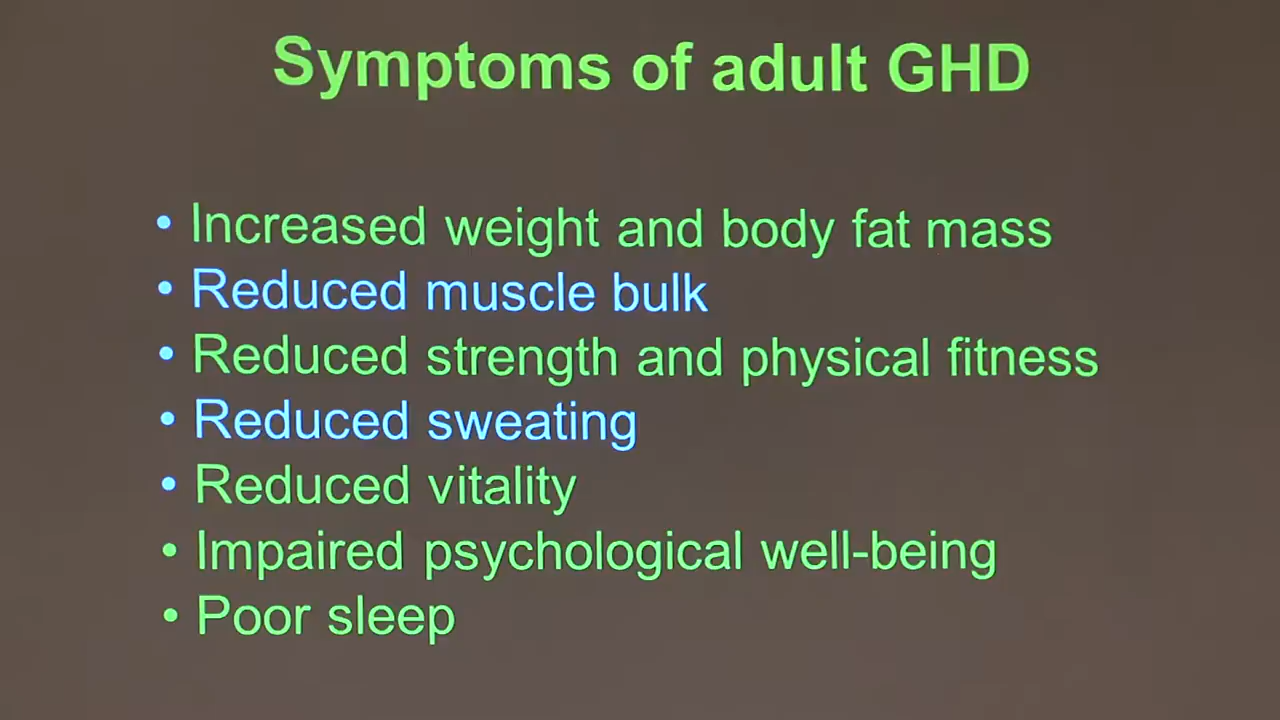 Symptoms of adult GHD
• Increased weight and body fat mass
• Reduced muscle bulk
• Reduced strength and physical fitness
• Reduced sweating
• Reduced vitality
• Impaired psychological well-being
• Poor sleep